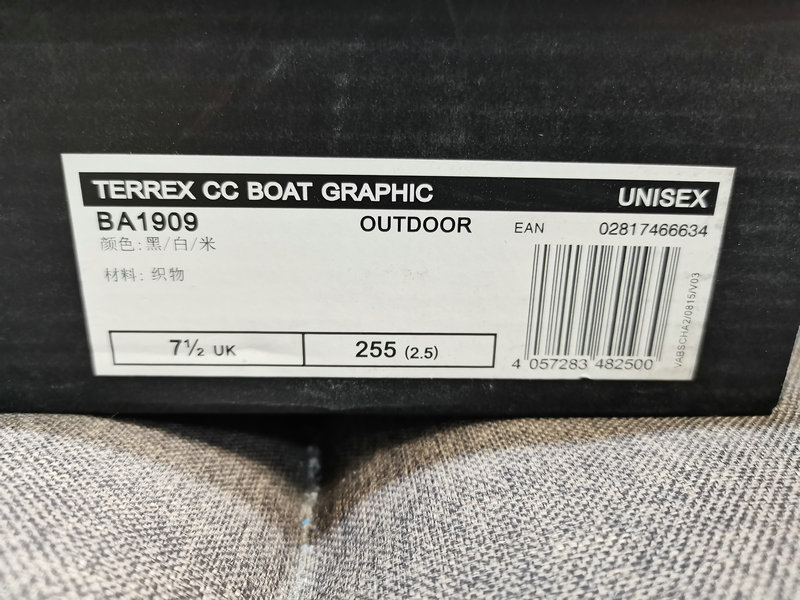 TERREX CC BOAT GRAPHIC UNISEX
BA1909 OUTDOOR EAN 02817466634
颜色:黑/白/米
材料: 织物
7½ UK 255 (2.5)
4 057283 482500
VABSCHA2/0815/V03